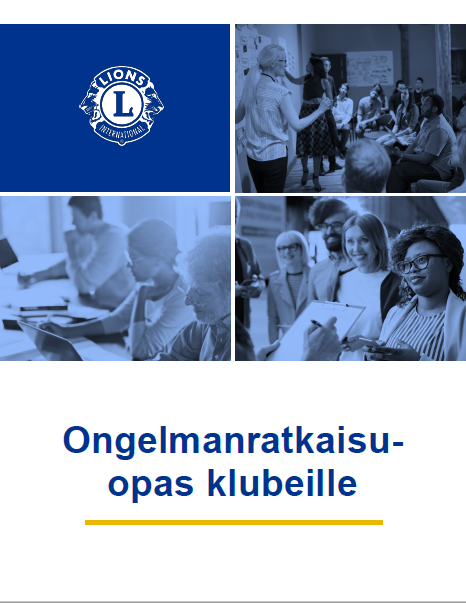 LIONS
L
INTERNATIONAL
Ongelmanratkaisu-
opas klubeille